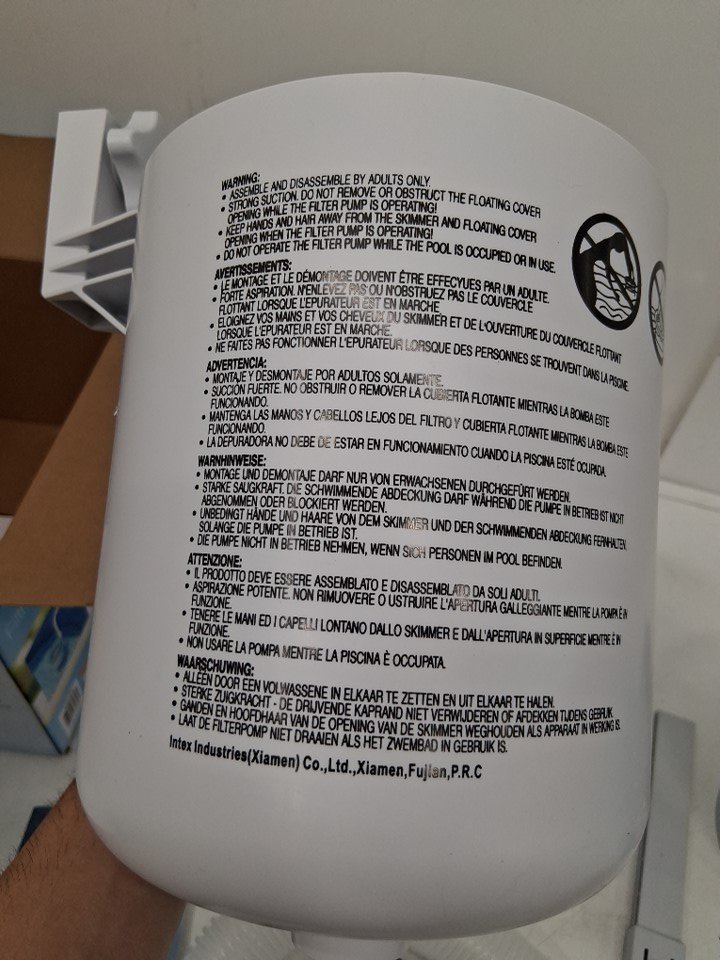 WARNING:
• ASSEMBLE AND DISASSEMBLE BY ADULTS ONLY.
• STRONG SUCTION. DO NOT REMOVE OR OBSTRUCT THE FLOATING COVER
OPENING WHILE THE FILTER PUMP IS OPERATING!
• KEEP HANDS AND HAIR AWAY FROM THE SKIMMER AND FLOATING COVER
OPENING WHEN THE FILTER PUMP IS OPERATING!
• DO NOT OPERATE THE FILTER PUMP WHILE THE POOL IS OCCUPIED OR IN USE.
AVERTISSEMENTS:
• LE MONTAGE ET LE DÉMONTAGE DOIVENT ÊTRE EFFECYUES PAR UN ADULTE.
• FORTE ASPIRATION. N'ENLEVEZ PAS OU N'OBSTRUEZ PAS LE COUVERCLE
FLOTTANT LORSQUE L'EPURATEUR EST EN MARCHE.
• ELOIGNEZ VOS MAINS ET VOS CHEVEUX DU SKIMMER ET DE L'OUVERTURE DU COUVERCLE FLOTTANT
LORSQUE L'EPURATEUR EST EN MARCHE.
• NE FAITES PAS FONCTIONNER L'EPURATEUR LORSQUE DES PERSONNES SE TROUVENT DANS LA PISCINE.
ADVERTENCIA:
• MONTAJE Y DESMONTAJE POR ADULTOS SOLAMENTE.
• SUCCIÓN FUERTE. NO OBSTRUIR O REMOVER LA CUBIERTA FLOTANTE MIENTRAS LA BOMBA ESTE
FUNCIONANDO.
• MANTENGA LAS MANOS Y CABELLOS LEJOS DEL FILTRO Y CUBIERTA FLOTANTE MIENTRAS LA BOMBA ESTE
FUNCIONANDO.
• LA DEPURADORA NO DEBE DE ESTAR EN FUNCIONAMIENTO CUANDO LA PISCINA ESTÉ OCUPADA.
WARNHINWEISE:
• MONTAGE UND DEMONTAJE DARF NUR VON ERWACHSENEN DURCHGEFÜRT WERDEN.
• STARKE SAUGKRAFT. DIE SCHWIMMENDE ABDECKUNG DARF WÄHREND DIE PUMPE IN BETRIEB IST NICHT
ABGENOMMEN ODER BLOCKIERT WERDEN.
• UNBEDINGT HÄNDE UND HAARE VON DEM SKIMMER UND DER SCHWIMMENDEN ABDECKUNG FERNHALTEN,
SOLANGE DIE PUMPE IN BETRIEB IST.
• DIE PUMPE NICHT IN BETRIEB NEHMEN, WENN SICH PERSONEN IM POOL BEFINDEN.
ATTENZIONE:
• IL PRODOTTO DEVE ESSERE ASSEMBLATO E DISASSEMBLATO DA SOLI ADULTI.
• ASPIRAZIONE POTENTE. NON RIMUOVERE O USTRUIRE L'APERTURA GALLEGGIANTE MENTRE LA POMPA È IN
FUNZIONE.
• TENERE LE MANI ED I CAPELLI LONTANO DALLO SKIMMER E DALL'APERTURA IN SUPERFICIE MENTRE È IN
FUNZIONE.
• NON USARE LA POMPA MENTRE LA PISCINA È OCCUPATA.
WAARSCHUWING:
• ALLÉÉN DOOR EEN VOLWASSENE IN ELKAAR TE ZETTEN EN UIT ELKAAR TE HALEN.
• STERKE ZUIGKRACHT - DE DRIJVENDE KAPRAND NIET VERWIJDEREN OF AFDEKKEN TIJDENS GEBRUIK.
• HANDEN EN HOOFDHAAR VAN DE OPENING VAN DE SKIMMER WEGHOUDEN ALS APPARAAT IN WERKING IS.
• LAAT DE FILTERPOMP NIET DRAAIEN ALS HET ZWEMBAD IN GEBRUIK IS.
Intex Industries(Xiamen) Co.,Ltd.,Xiamen,Fujian,P.R.C